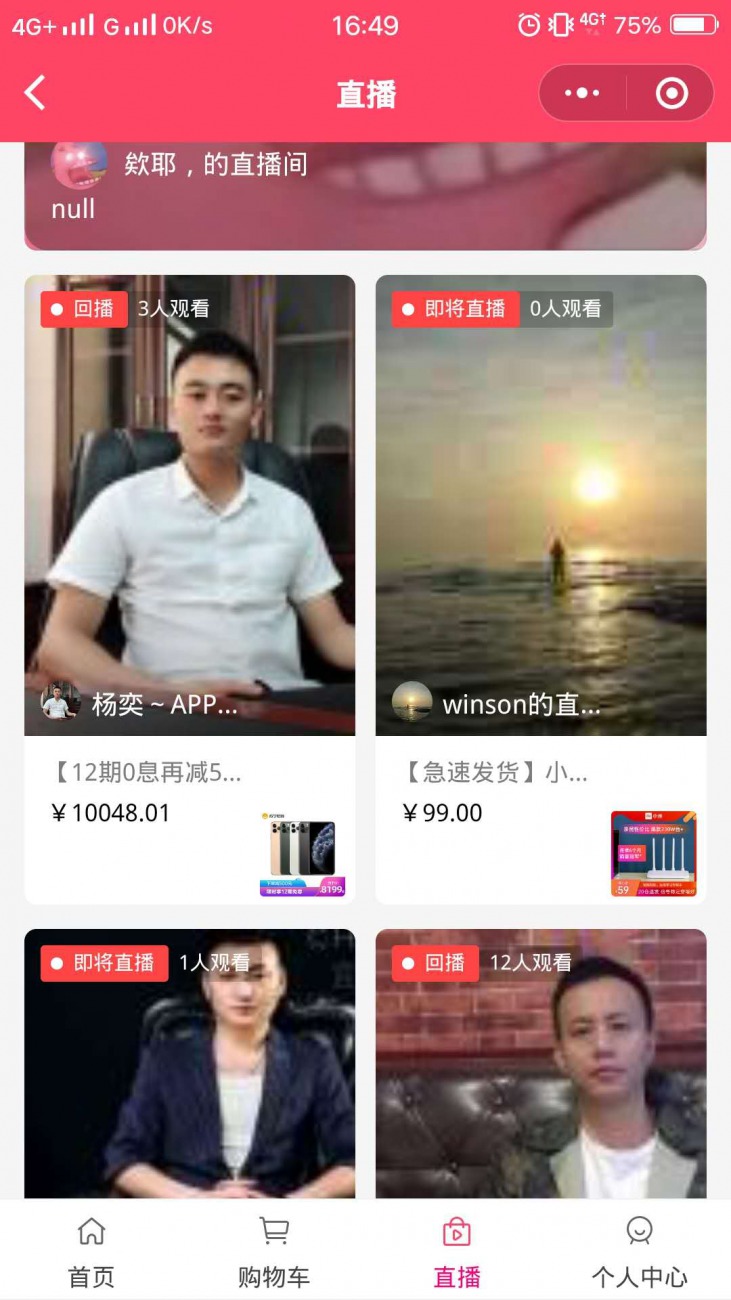 4G+ G 0K/s 16:49 4G+ 75%
直播
欸耶，的直播间
null
回播 3人观看
即将直播 0人观看
杨奕～APP...
winson的直...
【12期0息再减5...
【急速发货】小...
￥10048.01
￥99.00
8199
59
即将直播 1人观看
回播 12人观看
首页 购物车 直播 个人中心